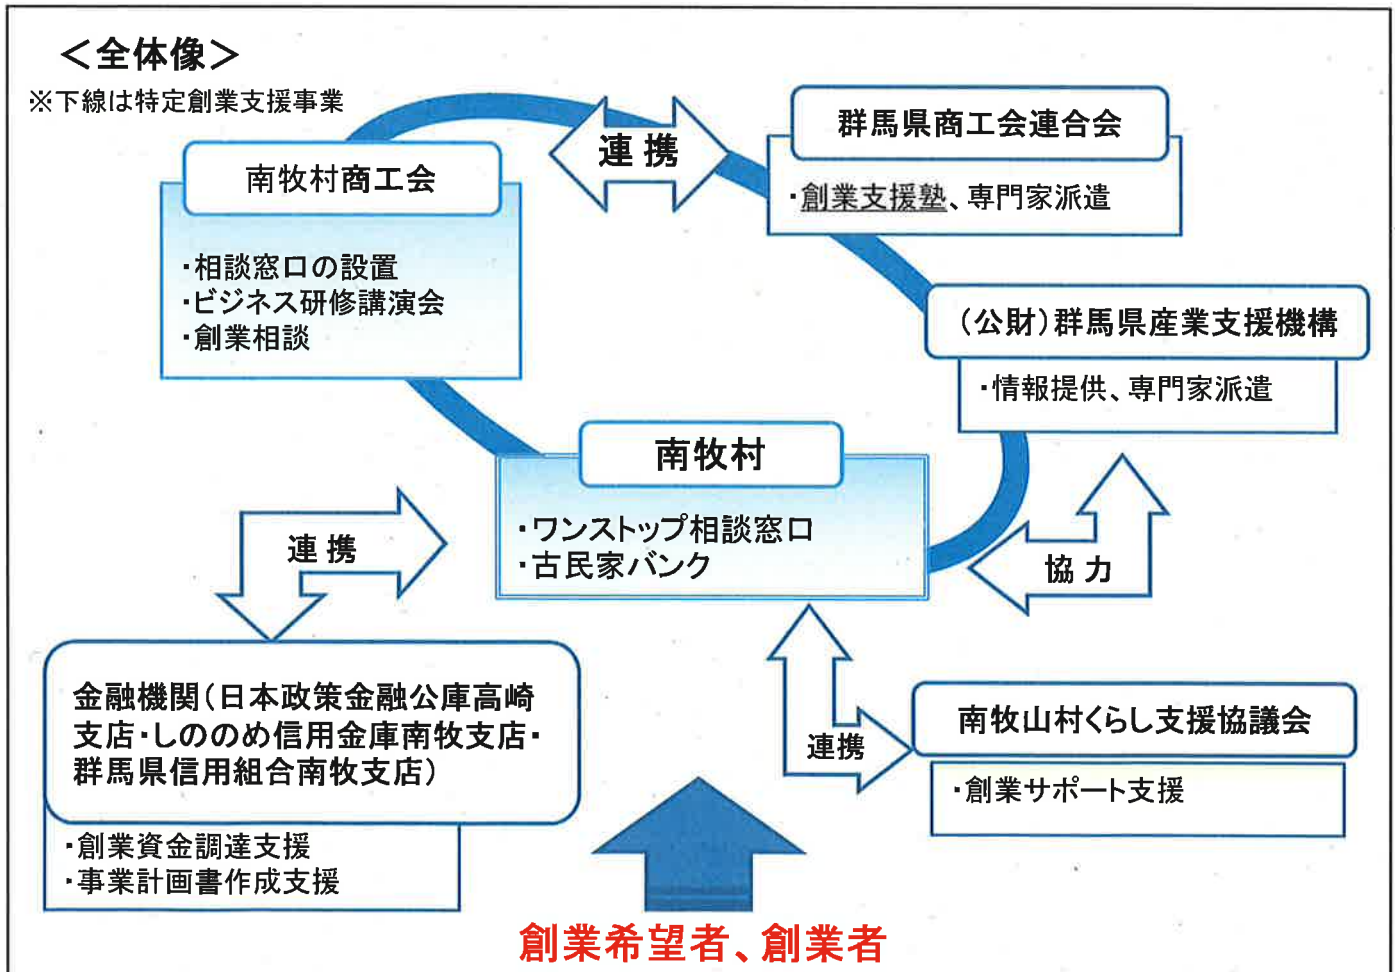 ＜全体像＞
※下線は特定創業支援事業
南牧村商工会
・相談窓口の設置
・ビジネス研修講演会
・創業相談
連 携
群馬県商工会連合会
・創業支援塾、専門家派遣
（公財）群馬県産業支援機構
・情報提供、専門家派遣
南牧村
・ワンストップ相談窓口
・古民家バンク
連 携
協 力
金融機関（日本政策金融公庫高崎
支店・しののめ信用金庫南牧支店・
群馬県信用組合南牧支店）
・創業資金調達支援
・事業計画書作成支援
連携
南牧山村くらし支援協議会
・創業サポート支援
創業希望者、創業者